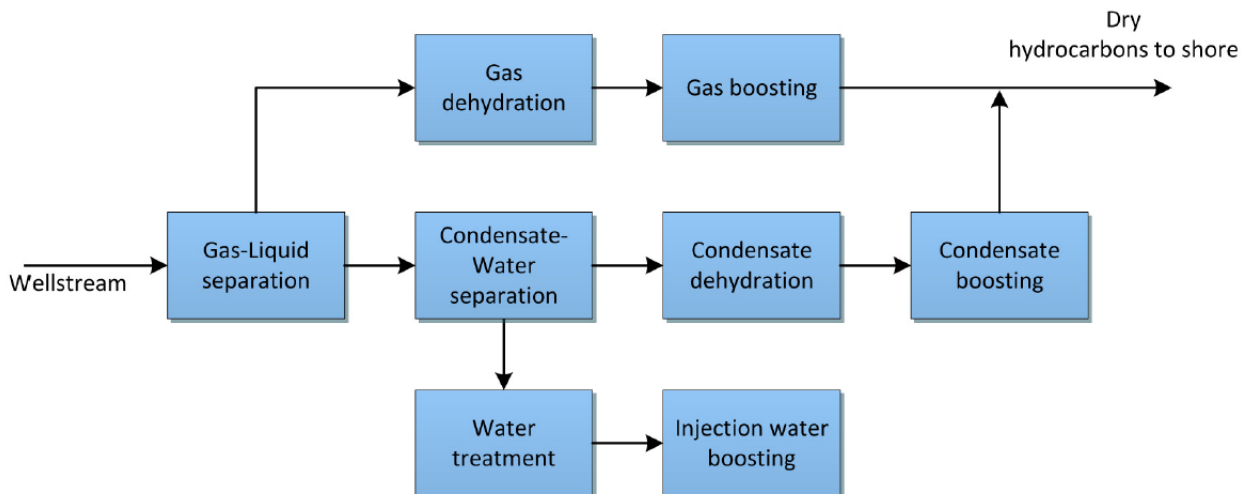 Dry
hydrocarbons to shore
Gas
dehydration
Gas boosting
Wellstream
Gas-Liquid
separation
Condensate-
Water
separation
Condensate
dehydration
Condensate
boosting
Water
treatment
Injection water
boosting